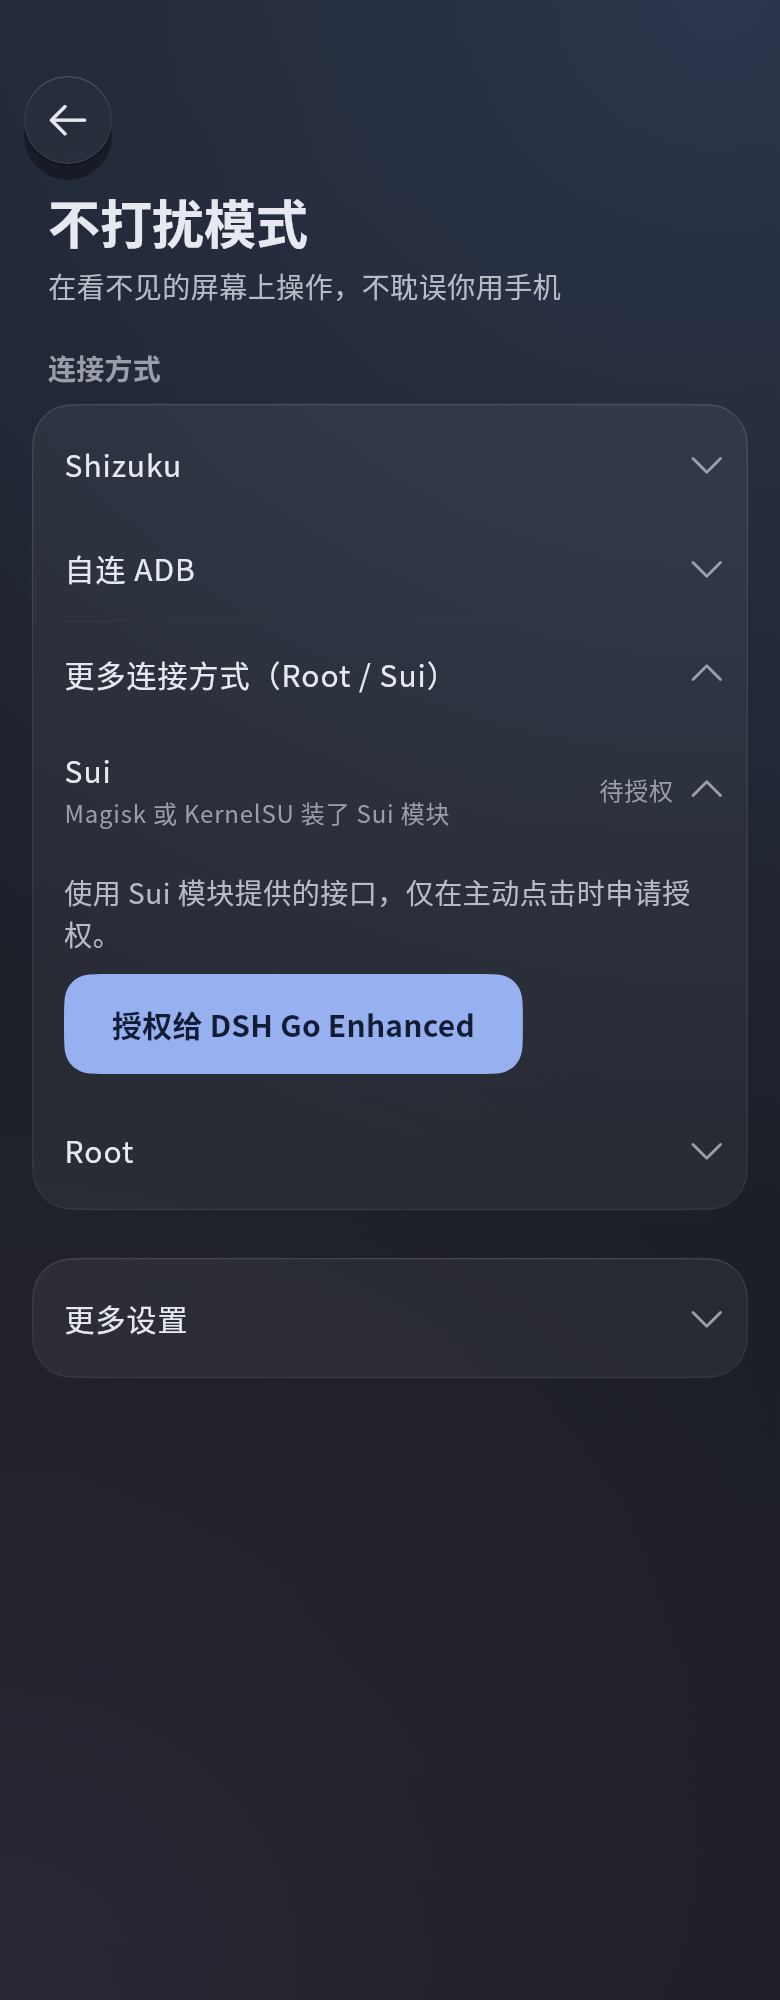 不打扰模式
在看不见的屏幕上操作，不耽误你用手机
连接方式
Shizuku
自连 ADB
更多连接方式（Root / Sui）
Sui
待授权
Magisk 或 KernelSU 装了 Sui 模块
使用 Sui 模块提供的接口，仅在主动点击时申请授
权。
授权给 DSH Go Enhanced
Root
更多设置